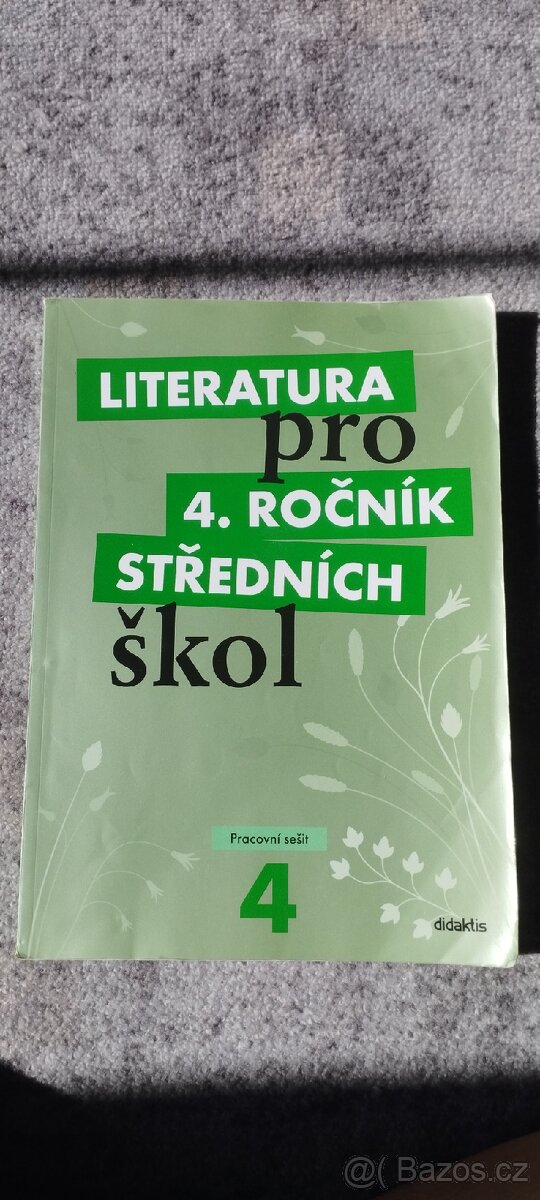 LITERATURA
pro
4. ROČNÍK
STŘEDNÍCH
škol
Pracovní sešit
4
didaktis
@( Bazos.cz